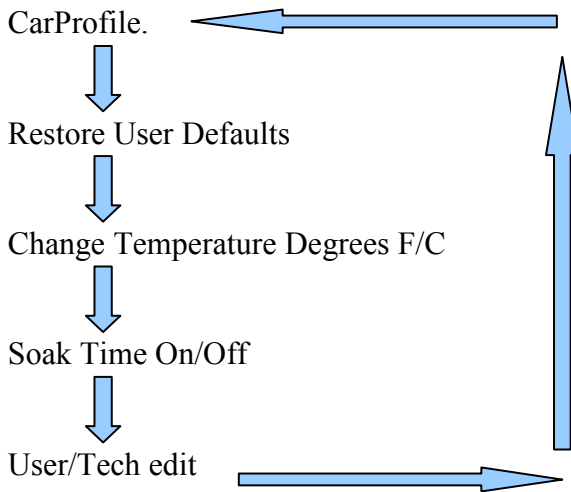 CarProfile.
Restore User Defaults
Change Temperature Degrees F/C
Soak Time On/Off
User/Tech edit